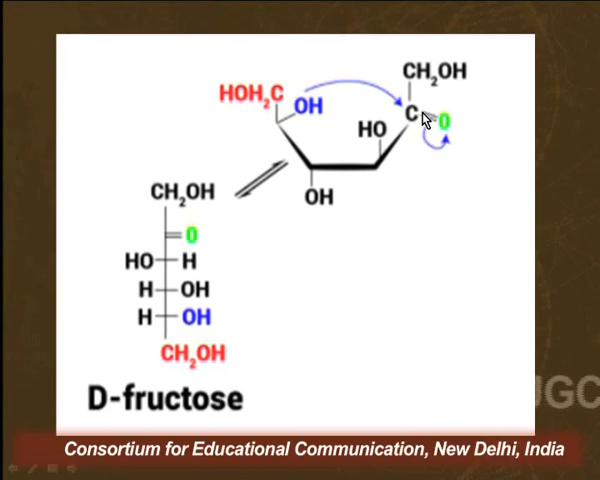 CH₂OH
HOH₂C
OH
C
O
HO
OH
CH₂OH
O
HO H
H OH
H OH
CH₂OH
D-fructose
UGC
Consortium for Educational Communication, New Delhi, India